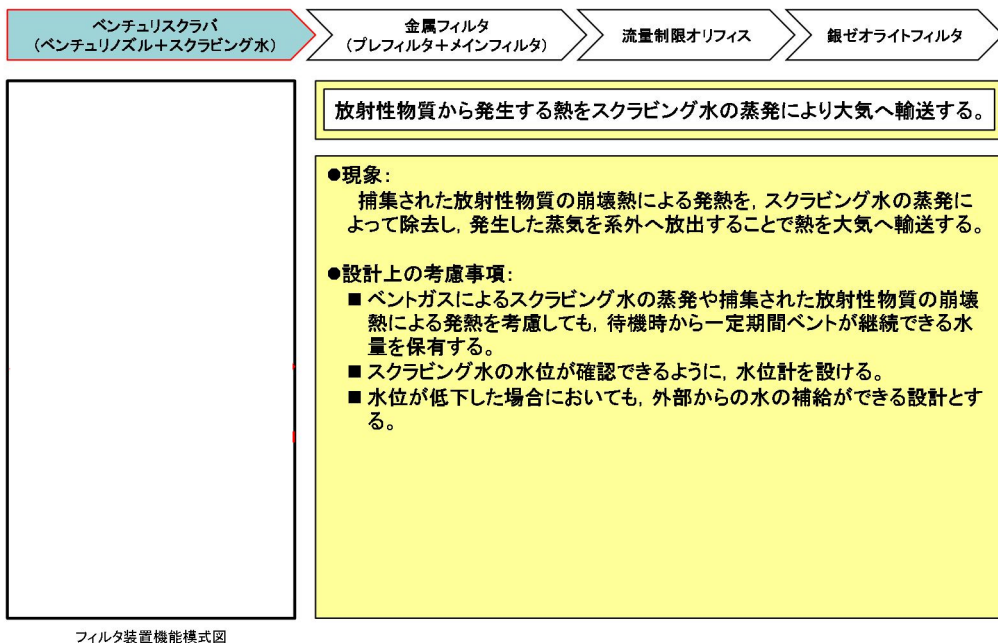 ベンチュリスクラバ
(ベンチュリノズル+スクラビング水)
金属フィルタ
(プレフィルタ+メインフィルタ)
流量制限オリフィス
銀ゼオライトフィルタ
放射性物質から発生する熱をスクラビング水の蒸発により大気へ輸送する。
●現象:
捕集された放射性物質の崩壊熱による発熱を,スクラビング水の蒸発に
よって除去し,発生した蒸気を系外へ放出することで熱を大気へ輸送する。
●設計上の考慮事項:
■ ベントガスによるスクラビング水の蒸発や捕集された放射性物質の崩壊
熱による発熱を考慮しても,待機時から一定期間ベントが継続できる水
量を保有する。
■ スクラビング水の水位が確認できるように,水位計を設ける。
■ 水位が低下した場合においても,外部からの水の補給ができる設計とす
る。
フィルタ装置機能模式図